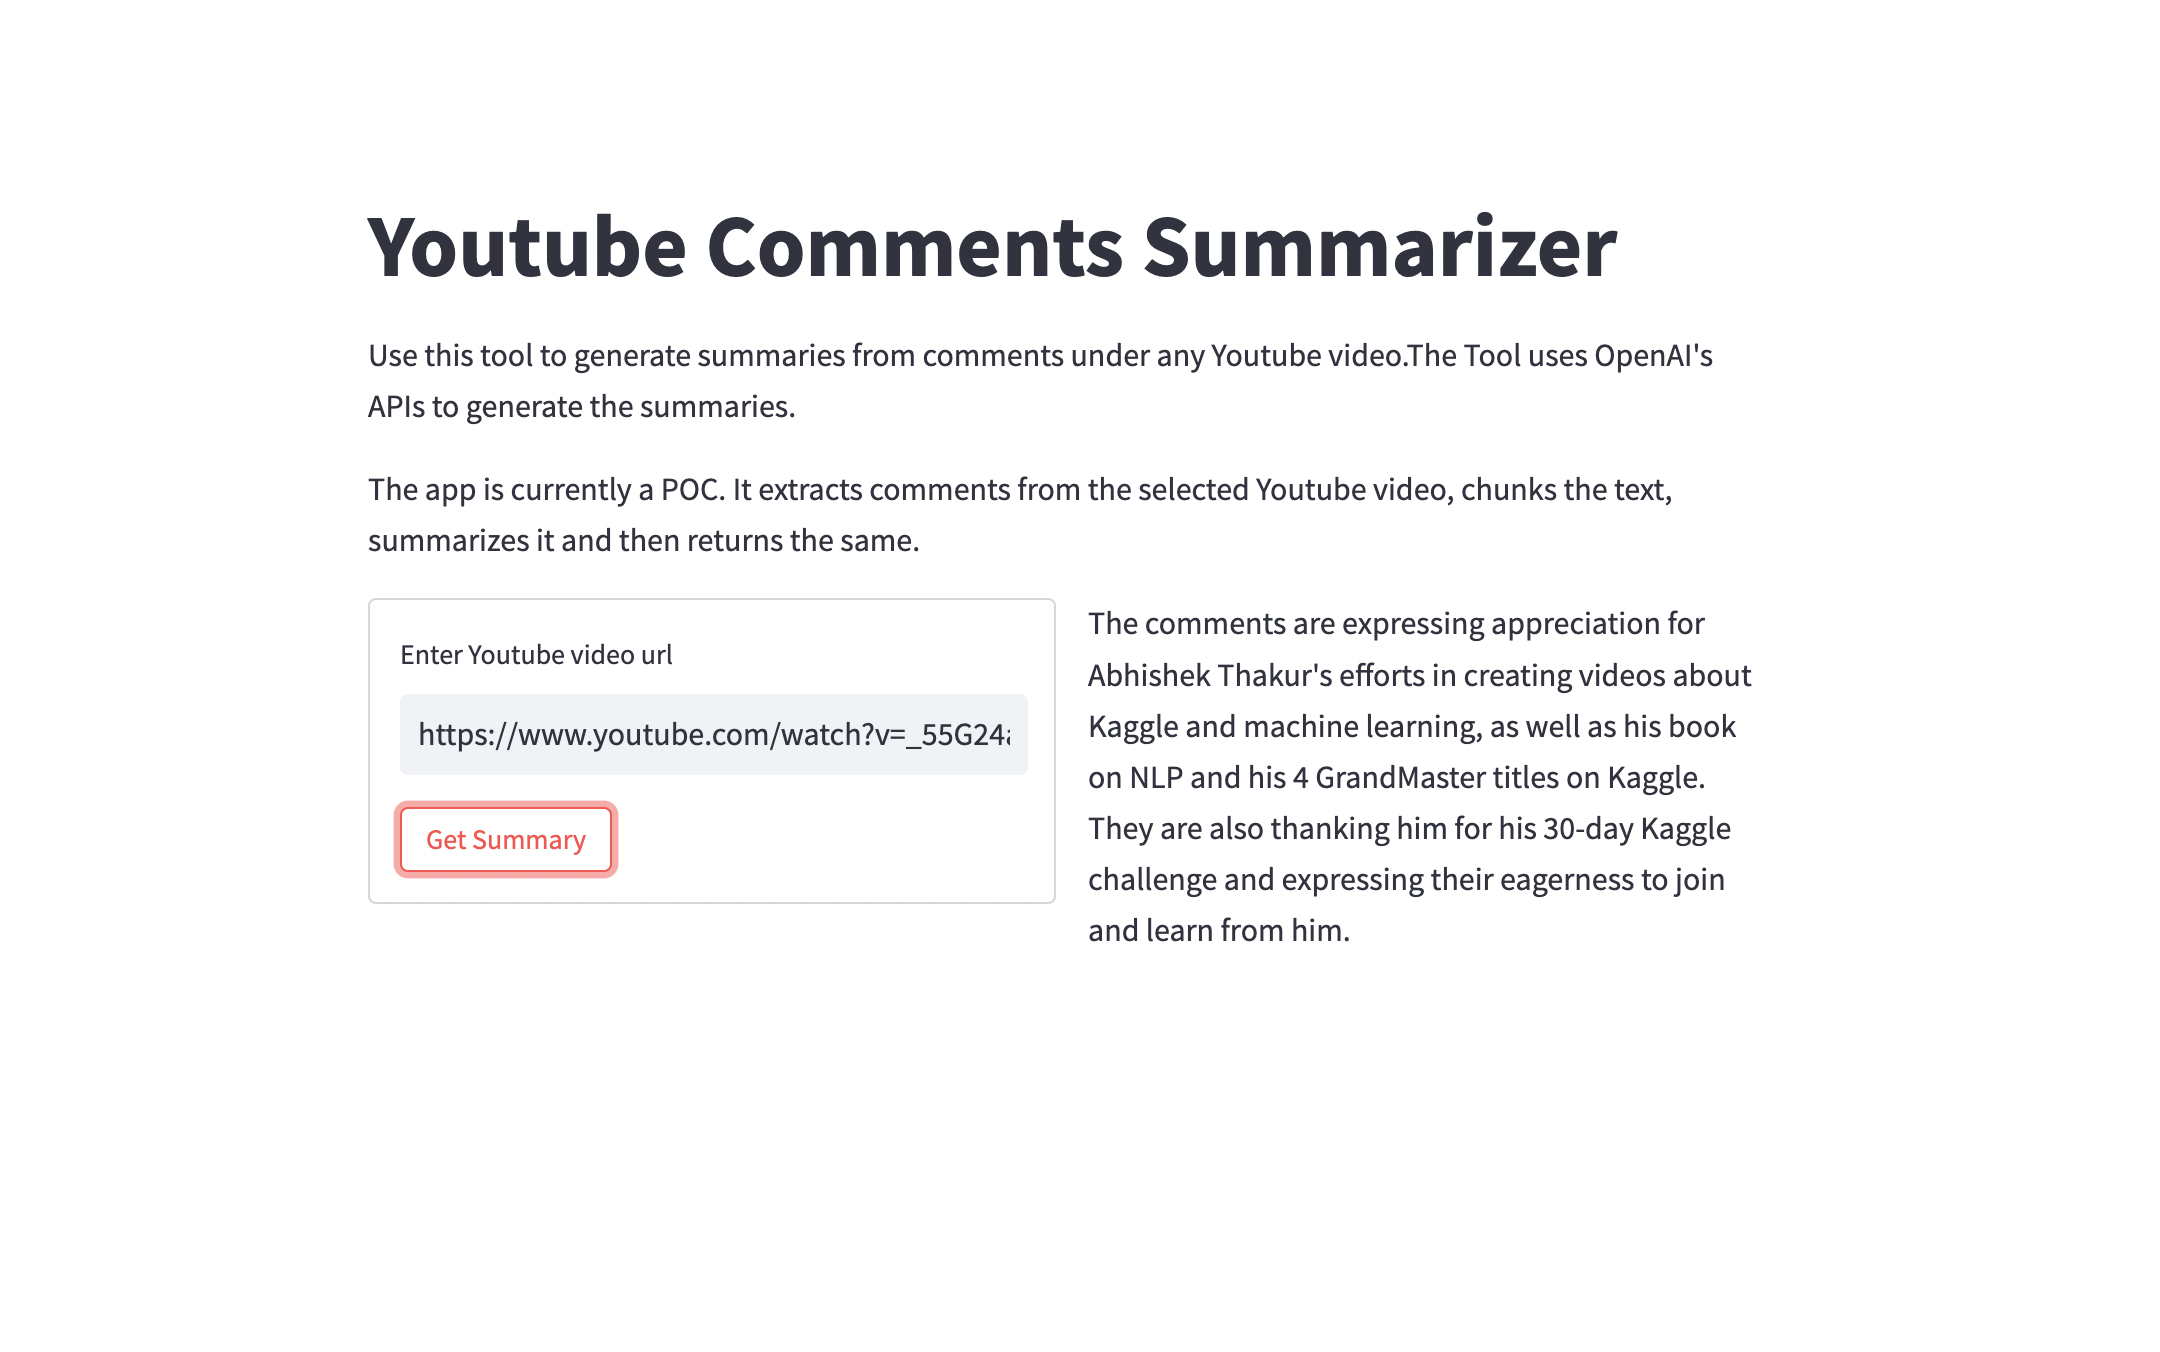 Youtube Comments Summarizer
Use this tool to generate summaries from comments under any Youtube video.The Tool uses OpenAI's
APIs to generate the summaries.
The app is currently a POC. It extracts comments from the selected Youtube video, chunks the text,
summarizes it and then returns the same.
Enter Youtube video url
https://www.youtube.com/watch?v=_55G24
Get Summary
The comments are expressing appreciation for
Abhishek Thakur's efforts in creating videos about
Kaggle and machine learning, as well as his book
on NLP and his 4 GrandMaster titles on Kaggle.
They are also thanking him for his 30-day Kaggle
challenge and expressing their eagerness to join
and learn from him.